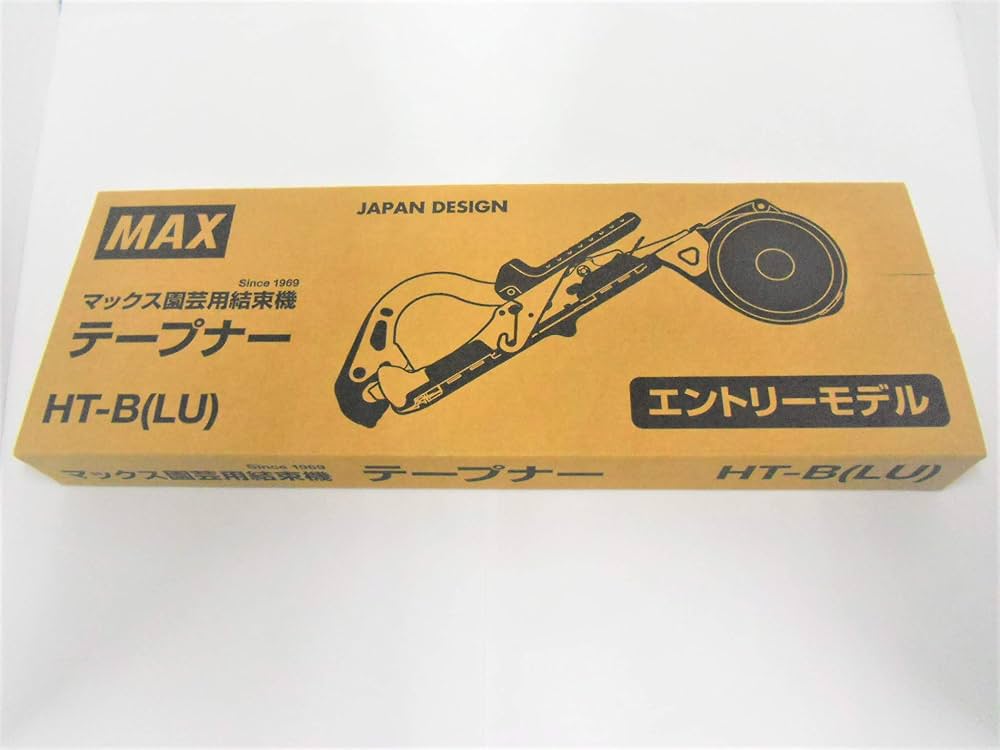 MAX
JAPAN DESIGN
Since 1969
マックス園芸用結束機
テープナー
HT-B(LU)
エントリーモデル
Since 1969
マックス園芸用結束機 テープナー HT-B(LU)